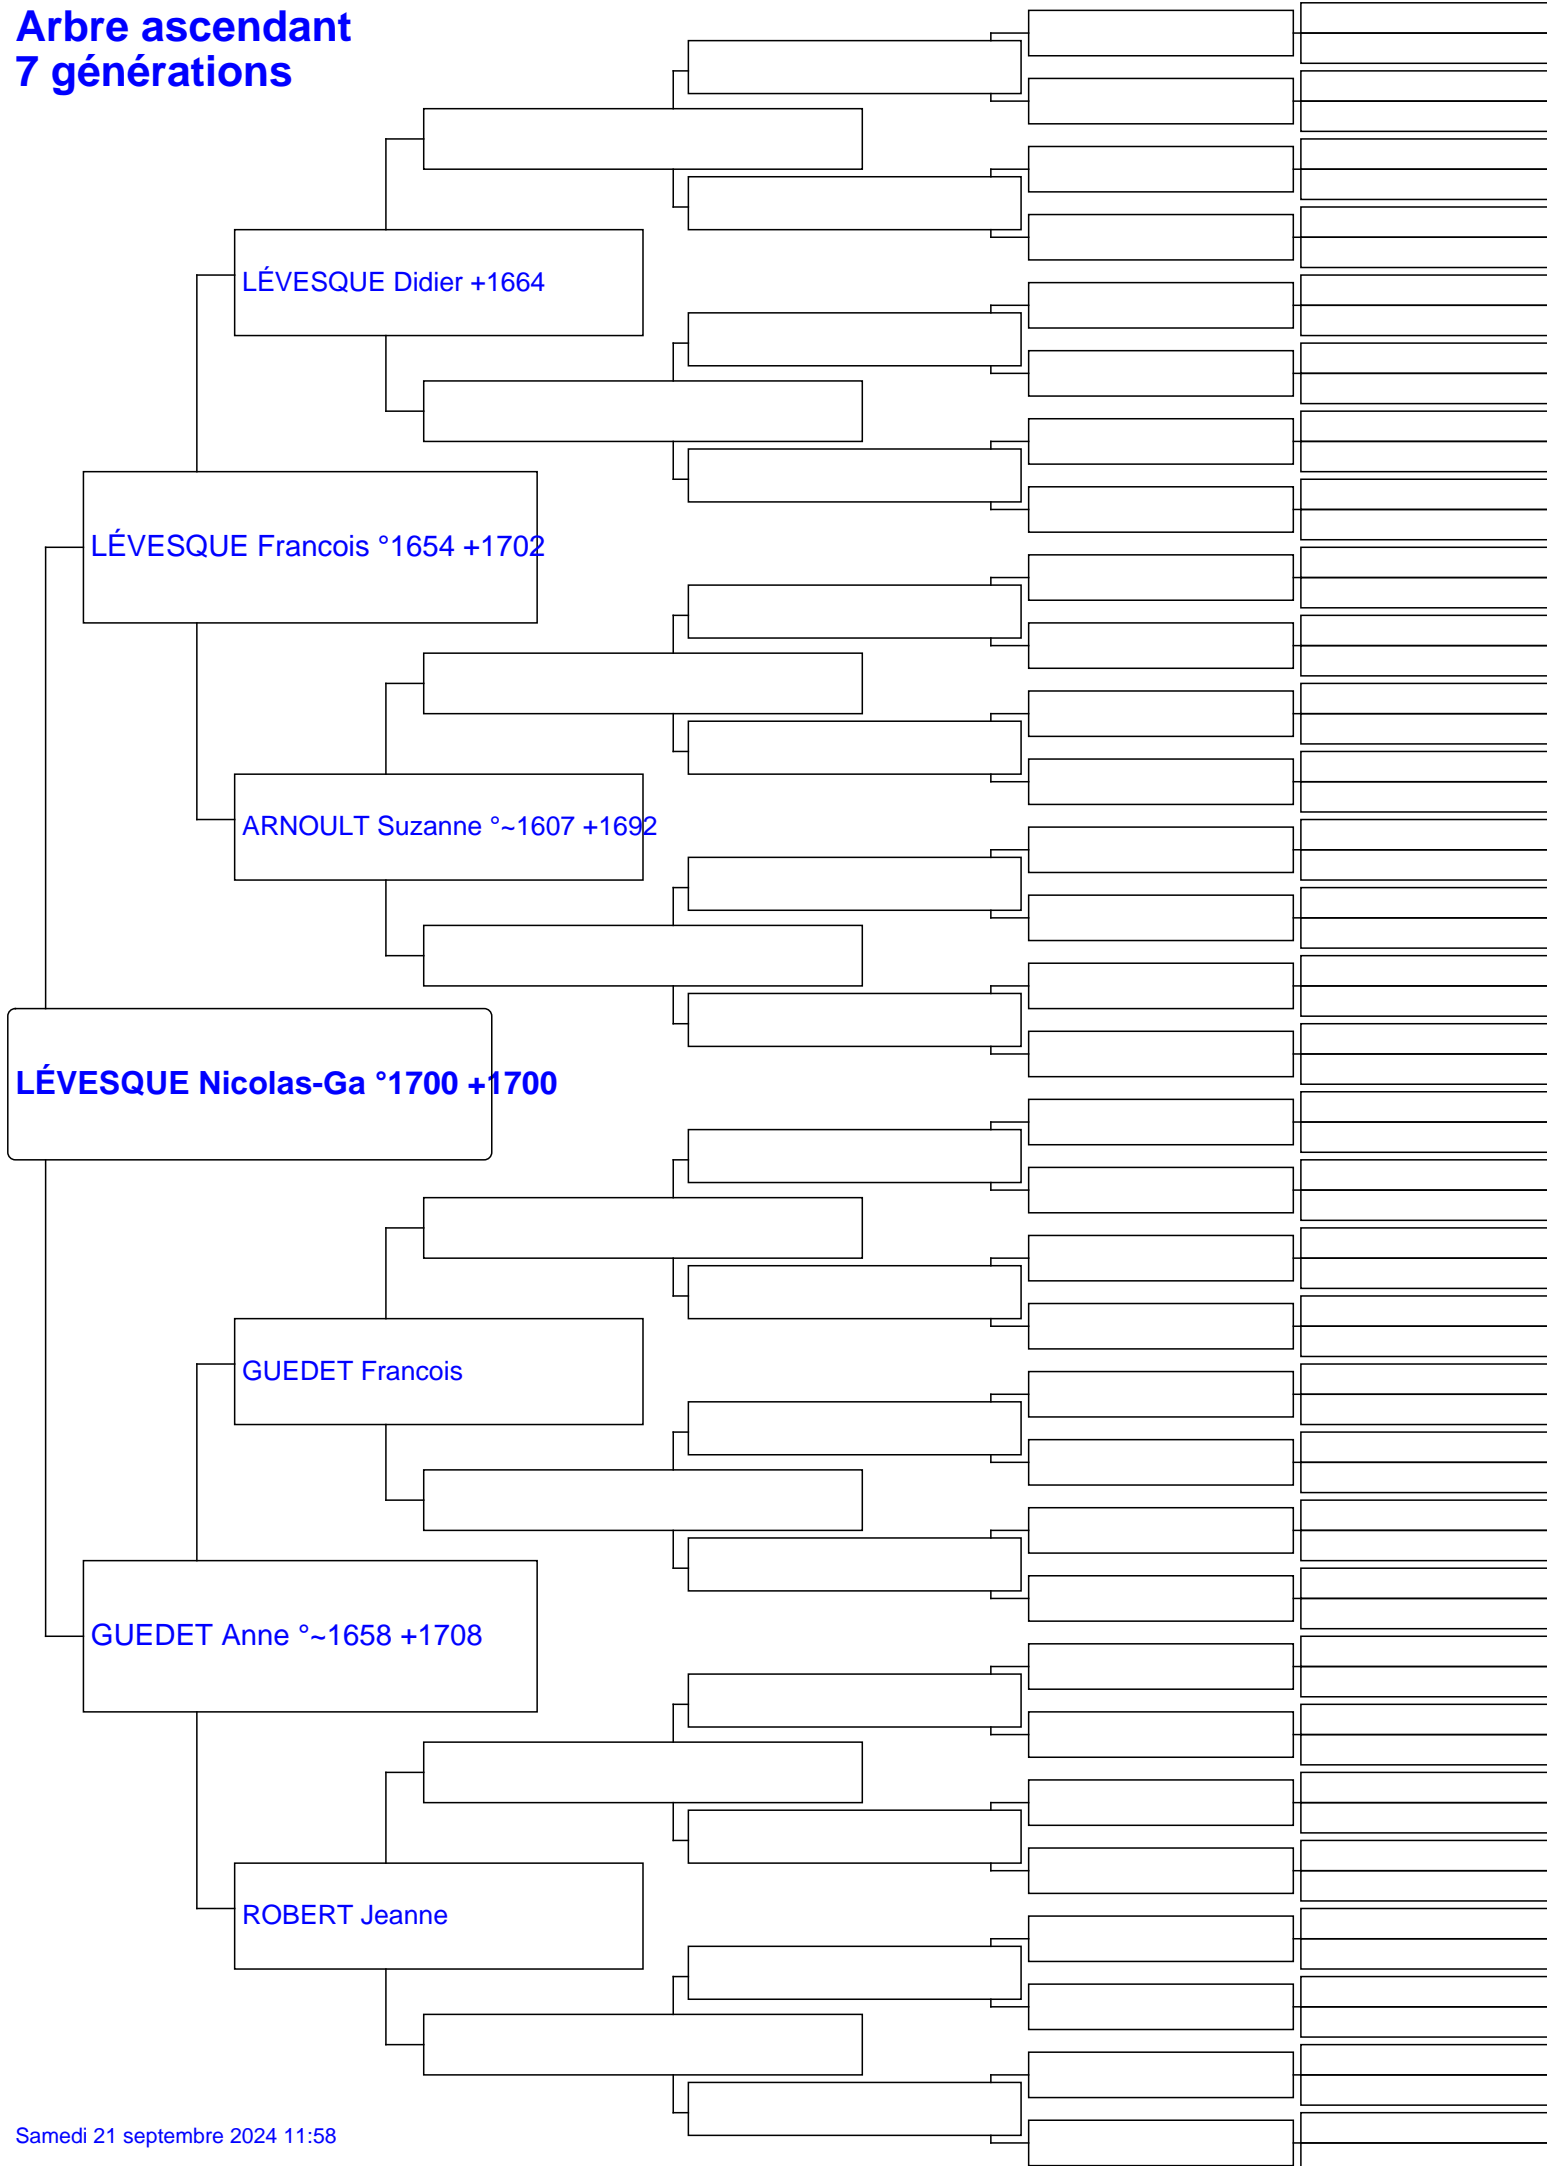 Arbre ascendant
7 générations
LÉVESQUE Didier +1664
LÉVESQUE Francois °1654 +1702
ARNOULT Suzanne °~1607 +1692
LÉVESQUE Nicolas-Ga °1700 +1700
GUEDET Francois
GUEDET Anne °~1658 +1708
ROBERT Jeanne
Samedi 21 septembre 2024 11:58